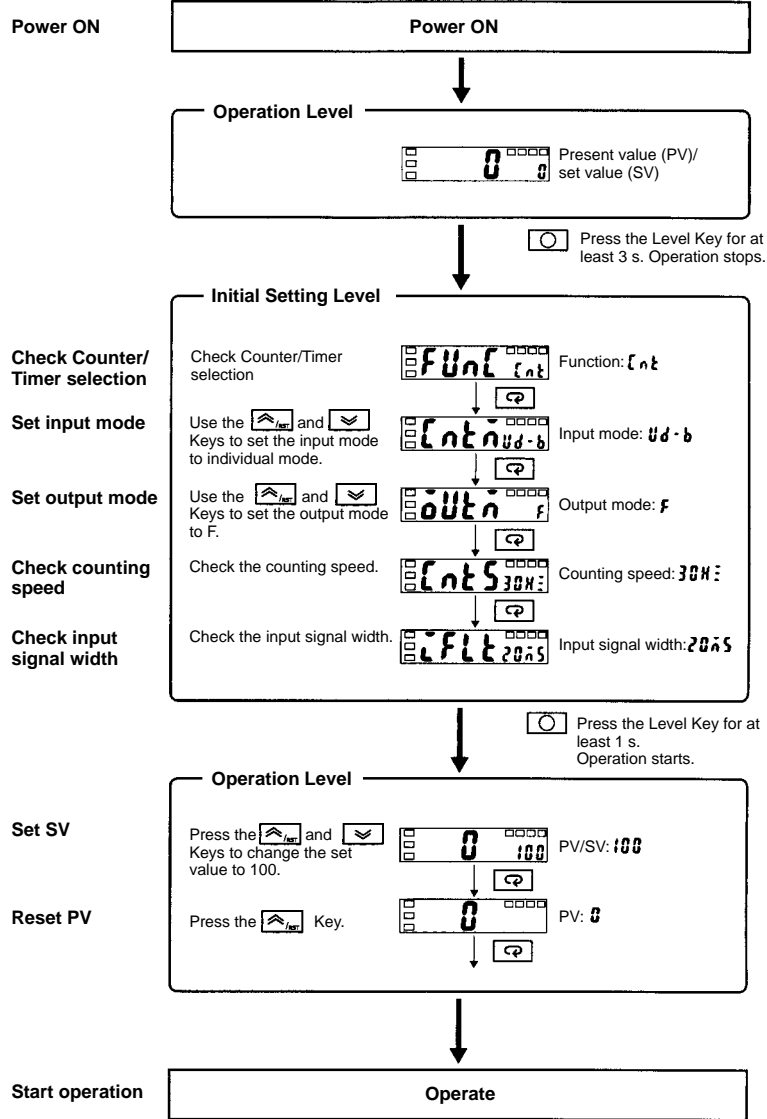 Power ON
Power ON
Operation Level
0
0
Present value (PV)/
set value (SV)
Press the Level Key for at
least 3 s. Operation stops.
Initial Setting Level
Check Counter/
Timer selection
Check Counter/Timer
selection
FUnC Cnt
Function: Cnt
Set input mode
Use the /RST and
Keys to set the input mode
to individual mode.
Cntm Ud-b
Input mode: Ud-b
Set output mode
Use the /RST and
Keys to set the output mode
to F.
oUtm F
Output mode: F
Check counting
speed
Check the counting speed.
CntS 30HZ
Counting speed: 30HZ
Check input
signal width
Check the input signal width.
iFLt 20mS
Input signal width: 20mS
Press the Level Key for at
least 1 s.
Operation starts.
Operation Level
Set SV
Press the /RST and
Keys to change the set
value to 100.
0 100
PV/SV: 100
Reset PV
Press the /RST Key.
0
PV: 0
Start operation
Operate